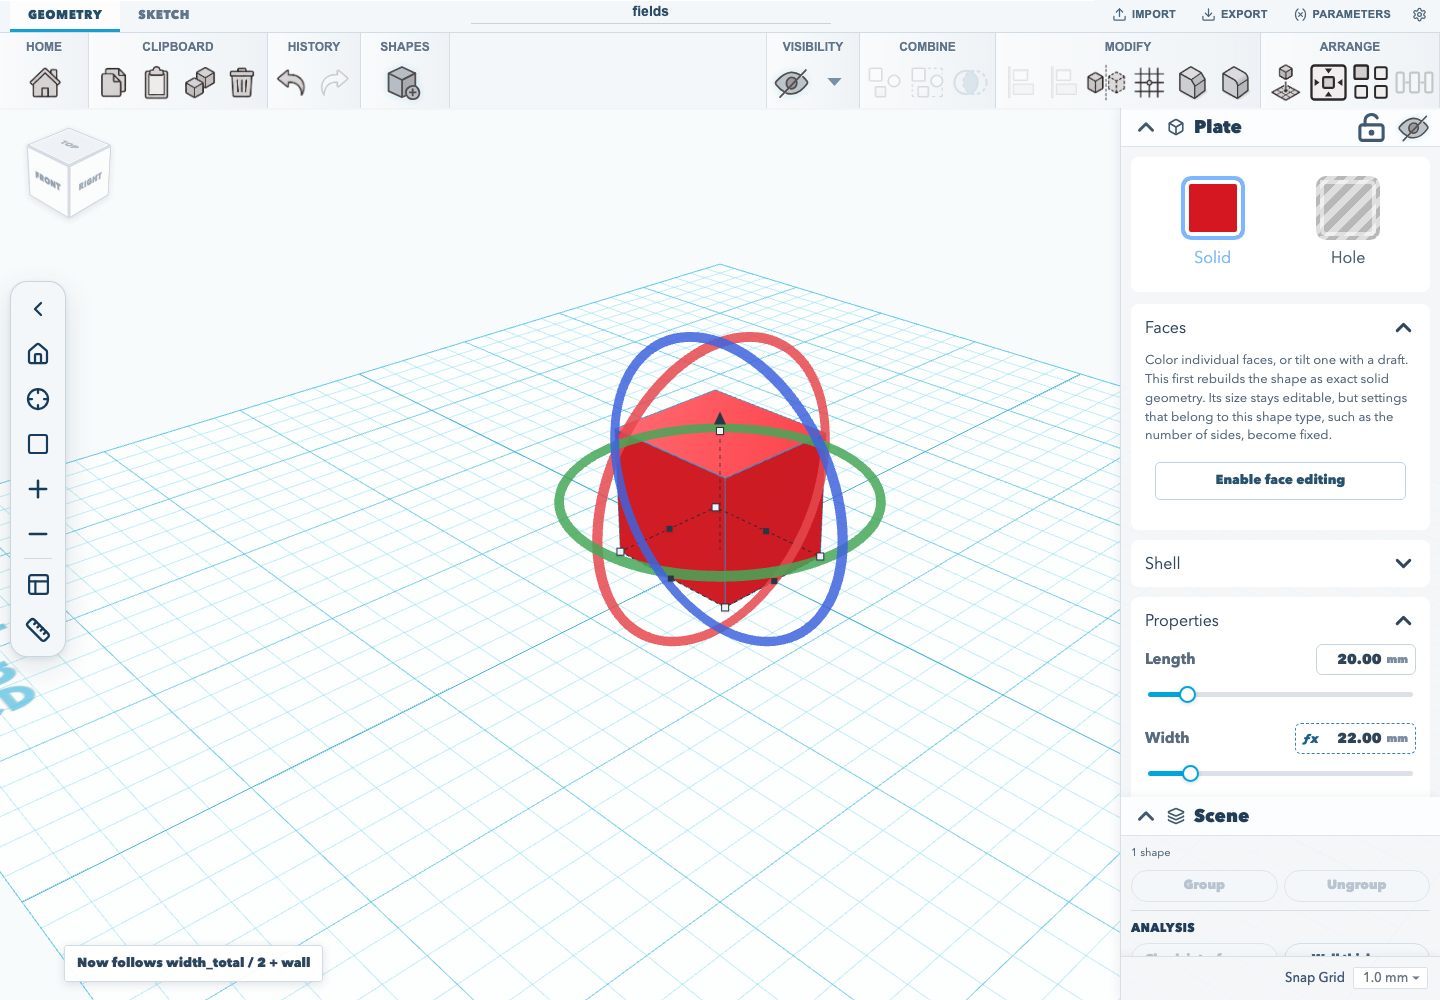 GEOMETRY
SKETCH
fields
IMPORT
EXPORT
PARAMETERS
HOME
CLIPBOARD
HISTORY
SHAPES
VISIBILITY
COMBINE
MODIFY
ARRANGE
TOP
FRONT
RIGHT
Plate
Solid
Hole
Faces
Color individual faces, or tilt one with a draft.
This first rebuilds the shape as exact solid
geometry. Its size stays editable, but settings
that belong to this shape type, such as the
number of sides, become fixed.
Enable face editing
Shell
Properties
Length
20.00 mm
Width
ƒx 22.00 mm
Scene
1 shape
Group
Ungroup
ANALYSIS
Now follows width_total / 2 + wall
Snap Grid
1.0 mm